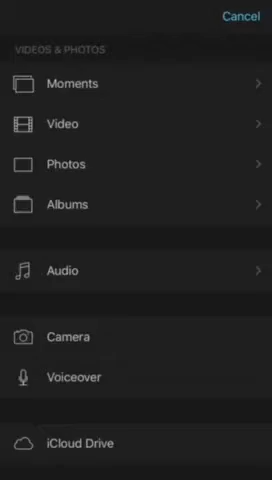 Cancel
VIDEOS & PHOTOS
Moments
Video
Photos
Albums
Audio
Camera
Voiceover
iCloud Drive